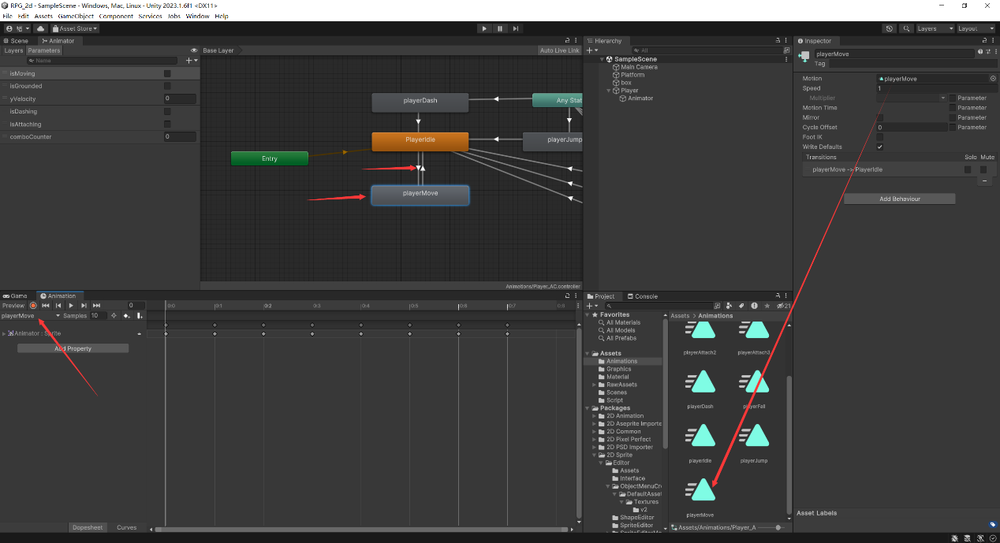 RPG_2d - SampleScene - Windows, Mac, Linux - Unity 2023.1.6f1 <DX11>
File Edit Assets GameObject Component Services Jobs Window Help
Asset Store
Layers Layout
Scene Animator
Layers Parameters
Base Layer
Auto Live Link
Name
isMoving
isGrounded
yVelocity 0
isDashing
isAttaching
comboCounter 0
playerDash
Any Stat
PlayerIdle
playerJump
Entry
playerMove
Animations/Player_AC.controller
Hierarchy
All
SampleScene
Main Camera
Platform
box
Player
Animator
Inspector
playerMove
Tag
Motion playerMove
Speed 1
Multiplier Parameter
Motion Time Parameter
Mirror Parameter
Cycle Offset 0 Parameter
Foot IK
Write Defaults
Transitions Solo Mute
playerMove -> PlayerIdle
Add Behaviour
Asset Labels
Game Animation
Preview 0
0:0 0:1 0:2 0:3 0:4 0:5 0:6 0:7 0:8
playerMove Samples 10
Animator : Sprite
Add Property
Dopesheet Curves
Project Console
21
Favorites
All Materials
All Models
All Prefabs
Assets
Animations
Graphics
Material
RawAssets
Scenes
Script
Packages
2D Animation
2D Aseprite Importe
2D Common
2D Pixel Perfect
2D PSD Importer
2D Sprite
Editor
Assets
Interface
ObjectMenuCre
DefaultAsset
Textures
v2
ShapeEditor
SpriteEditor
Assets > Animations
playerAttach2 playerAttach3
playerDash playerFall
playerIdle playerJump
playerMove
Assets/Animations/Player_A